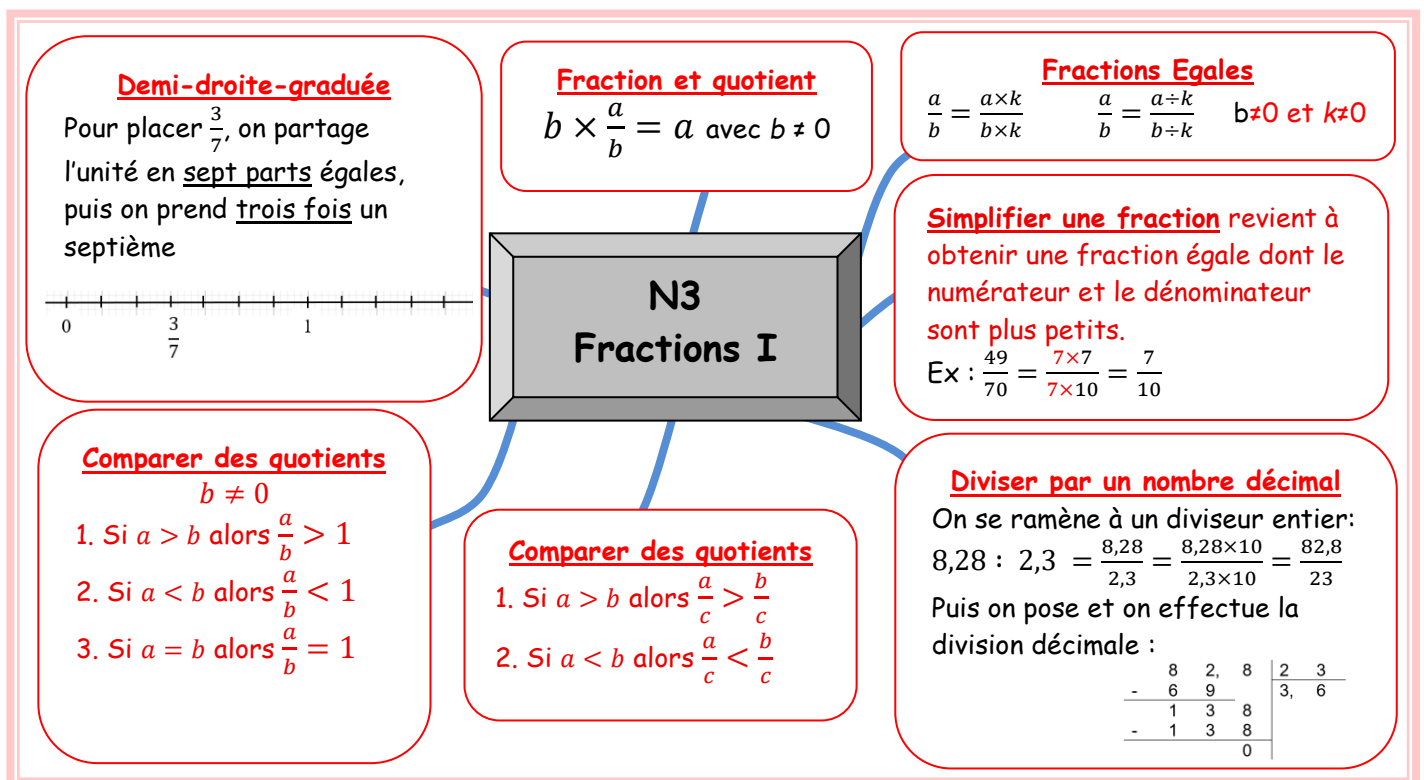 Demi-droite-graduée
Pour placer 3/7, on partage
l'unité en sept parts égales,
puis on prend trois fois un
septième
0 3/7 1
Fraction et quotient
b × a/b = a avec b ≠ 0
Fractions Egales
a/b = a×k/b×k a/b = a÷k/b÷k b≠0 et k≠0
Simplifier une fraction revient à
obtenir une fraction égale dont le
numérateur et le dénominateur
sont plus petits.
Ex : 49/70 = 7×7/7×10 = 7/10
N3
Fractions I
Comparer des quotients
b ≠ 0
1. Si a > b alors a/b > 1
2. Si a < b alors a/b < 1
3. Si a = b alors a/b = 1
Comparer des quotients
1. Si a > b alors a/c > b/c
2. Si a < b alors a/c < b/c
Diviser par un nombre décimal
On se ramène à un diviseur entier:
8,28 : 2,3 = 8,28/2,3 = 8,28×10/2,3×10 = 82,8/23
Puis on pose et on effectue la
division décimale :
8 2, 8 2 3
- 6 9 3, 6
1 3 8
- 1 3 8
0